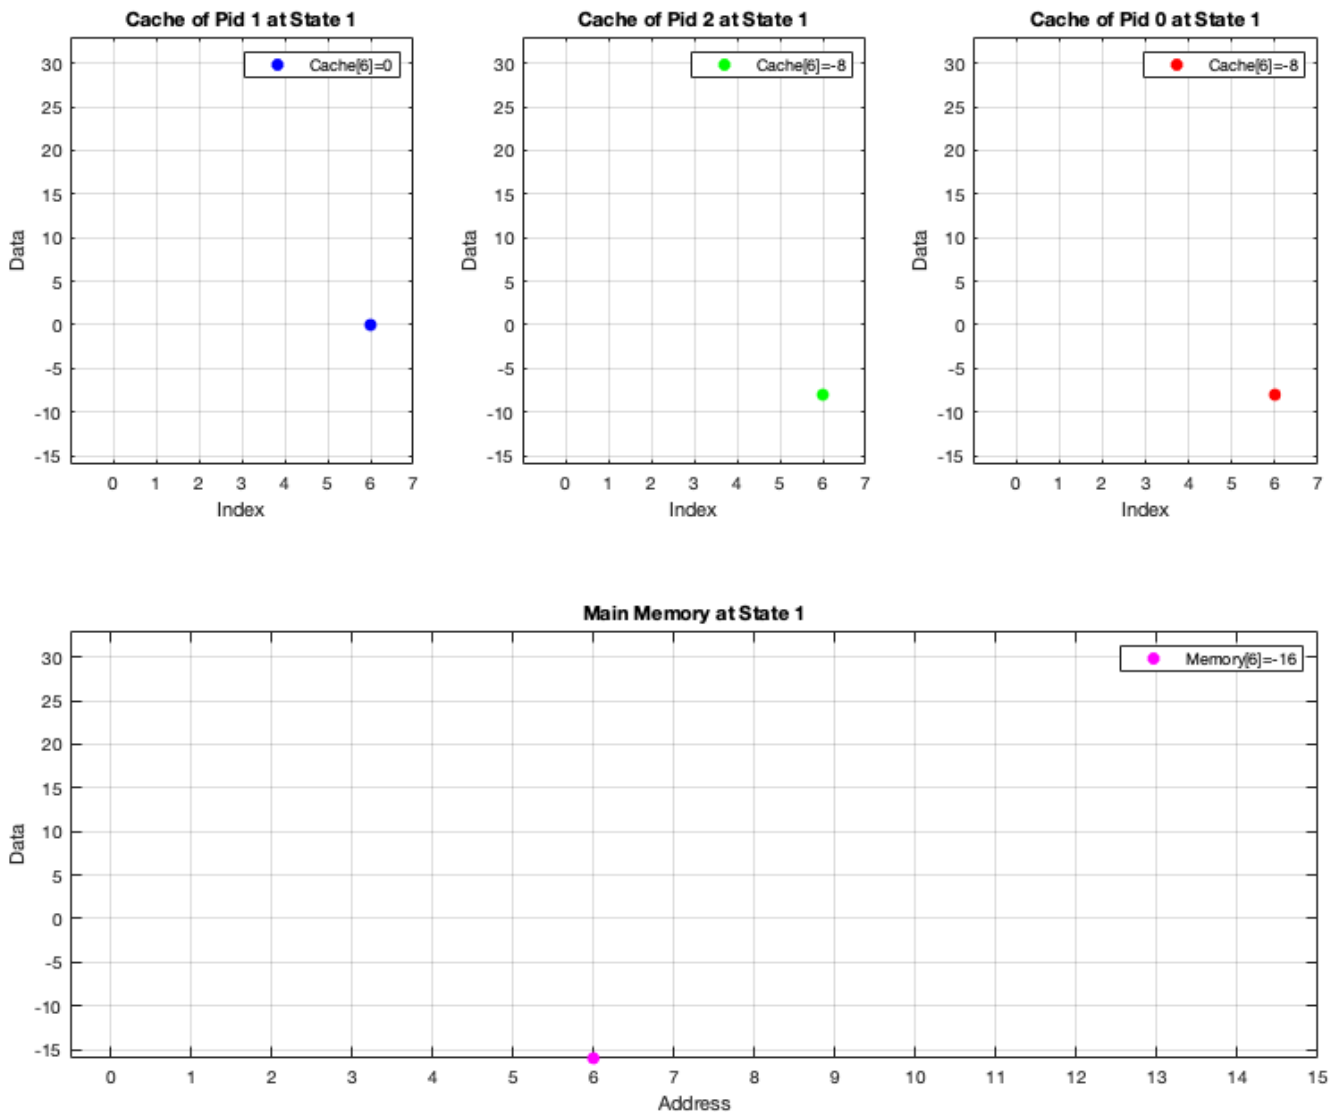 Cache of Pid 1 at State 1
Cache[6]=0
30
25
20
15
10
5
0
-5
-10
-15
Data
0 1 2 3 4 5 6 7
Index
Cache of Pid 2 at State 1
Cache[6]=-8
30
25
20
15
10
5
0
-5
-10
-15
Data
0 1 2 3 4 5 6 7
Index
Cache of Pid 0 at State 1
Cache[6]=-8
30
25
20
15
10
5
0
-5
-10
-15
Data
0 1 2 3 4 5 6 7
Index
Main Memory at State 1
Memory[6]=-16
30
25
20
15
10
5
0
-5
-10
-15
Data
0 1 2 3 4 5 6 7 8 9 10 11 12 13 14 15
Address